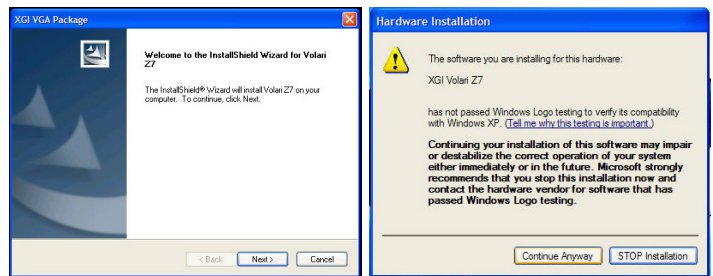 XGI VGA Package
Welcome to the InstallShield Wizard for Volari
Z7
The InstallShield® Wizard will install Volari Z7 on your
computer. To continue, click Next.
< Back
Next >
Cancel
Hardware Installation
The software you are installing for this hardware:
XGI Volari Z7
has not passed Windows Logo testing to verify its compatibility
with Windows XP. (Tell me why this testing is important.)
Continuing your installation of this software may impair
or destabilize the correct operation of your system
either immediately or in the future. Microsoft strongly
recommends that you stop this installation now and
contact the hardware vendor for software that has
passed Windows Logo testing.
Continue Anyway
STOP Installation